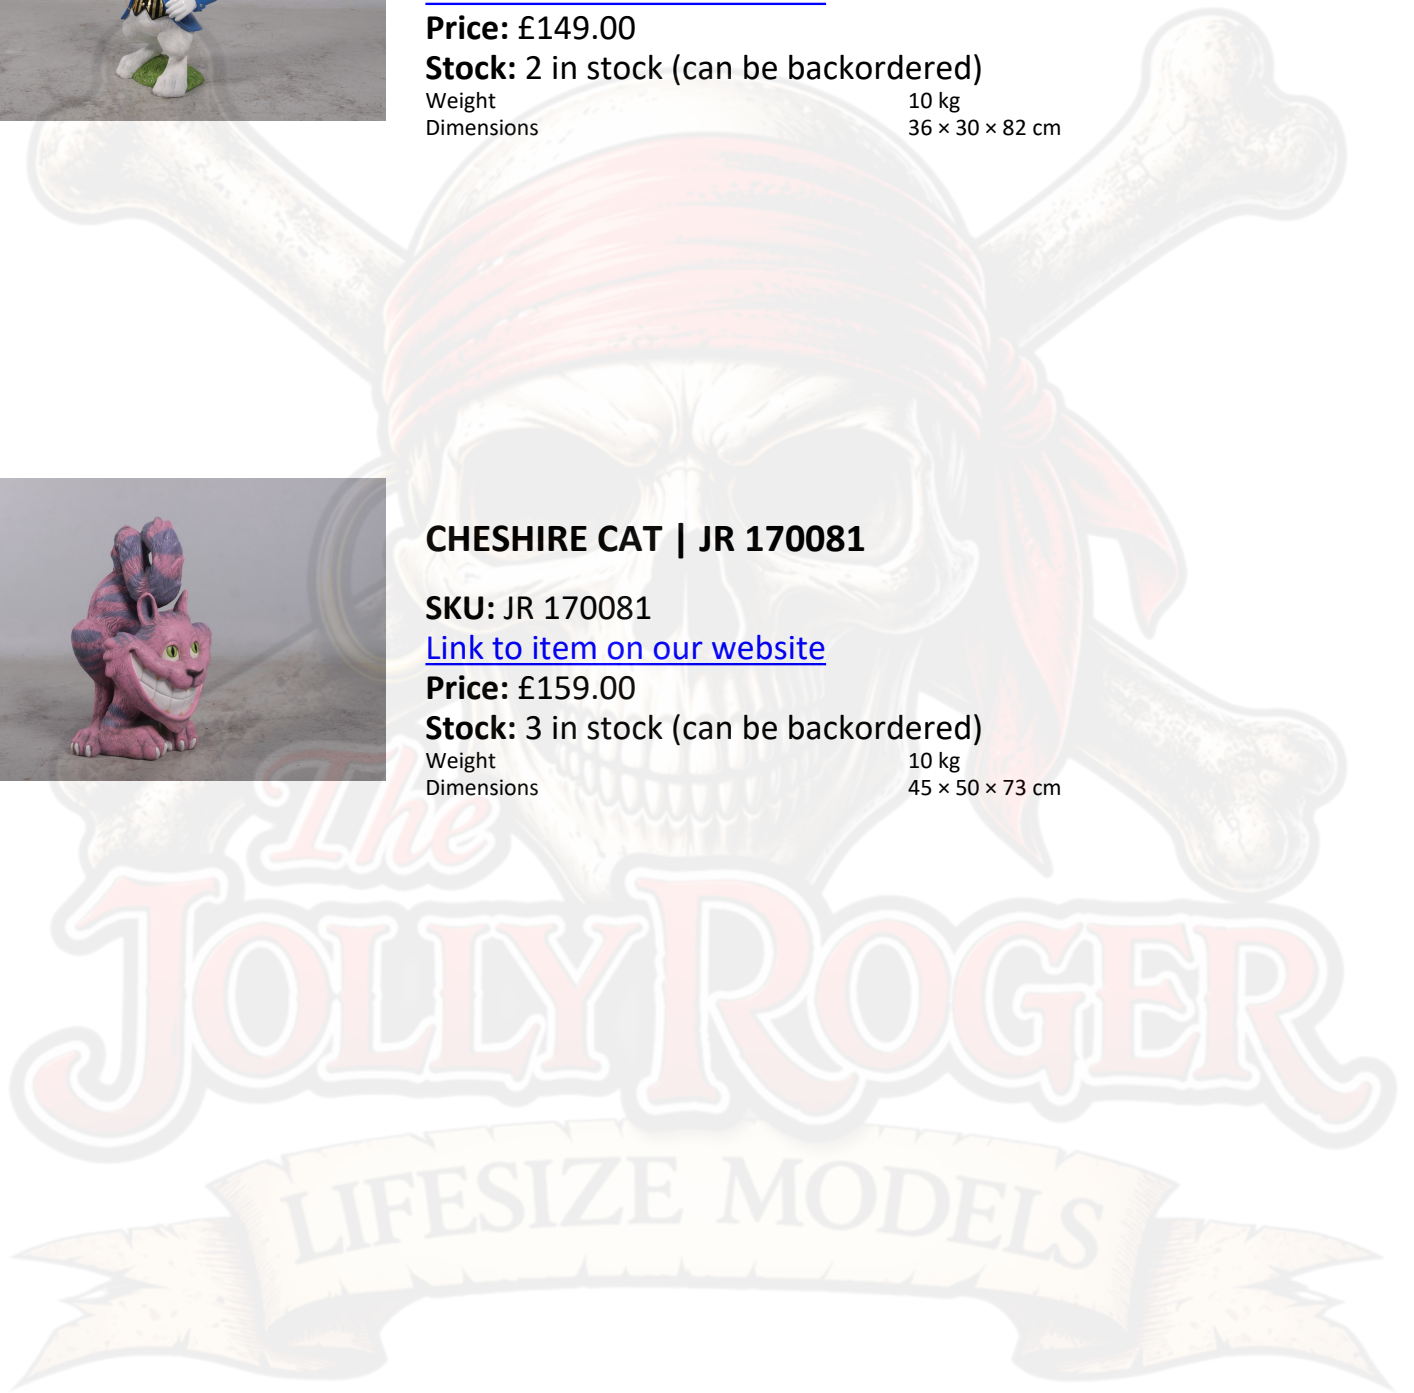 Price: £149.00
Stock: 2 in stock (can be backordered)
Weight 10 kg
Dimensions 36 × 30 × 82 cm
CHESHIRE CAT | JR 170081
SKU: JR 170081
Link to item on our website
Price: £159.00
Stock: 3 in stock (can be backordered)
Weight 10 kg
Dimensions 45 × 50 × 73 cm
The
JOLLY ROGER
LIFESIZE MODELS